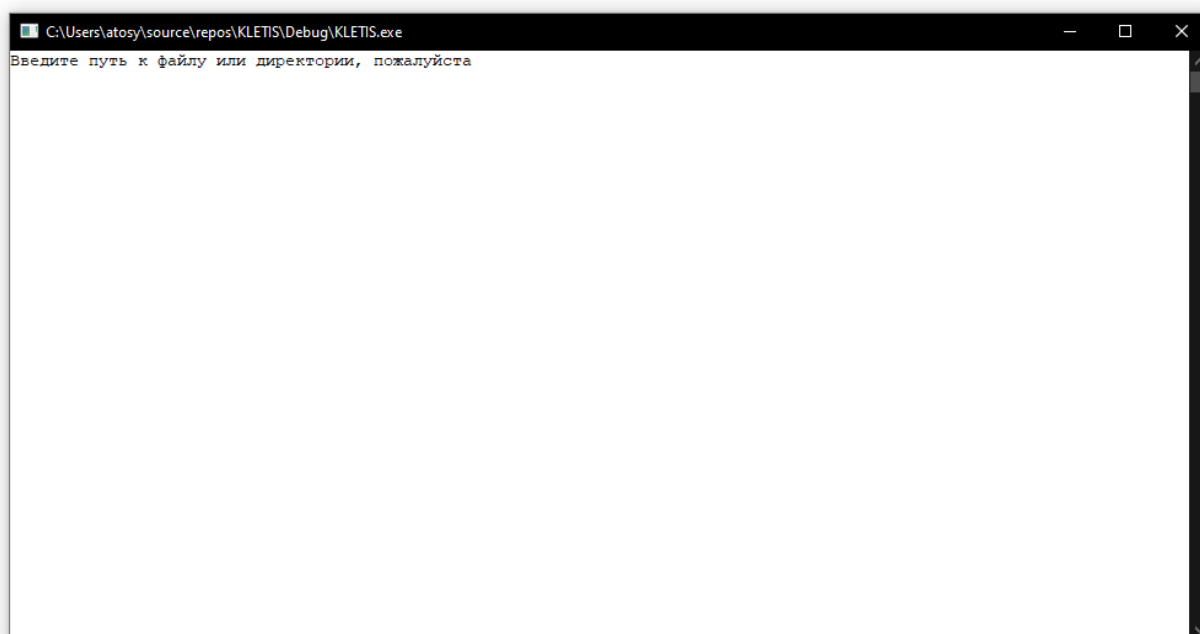 C:\Users\atosy\source\repos\KLETIS\Debug\KLETIS.exe
Введите путь к файлу или директории, пожалуйста